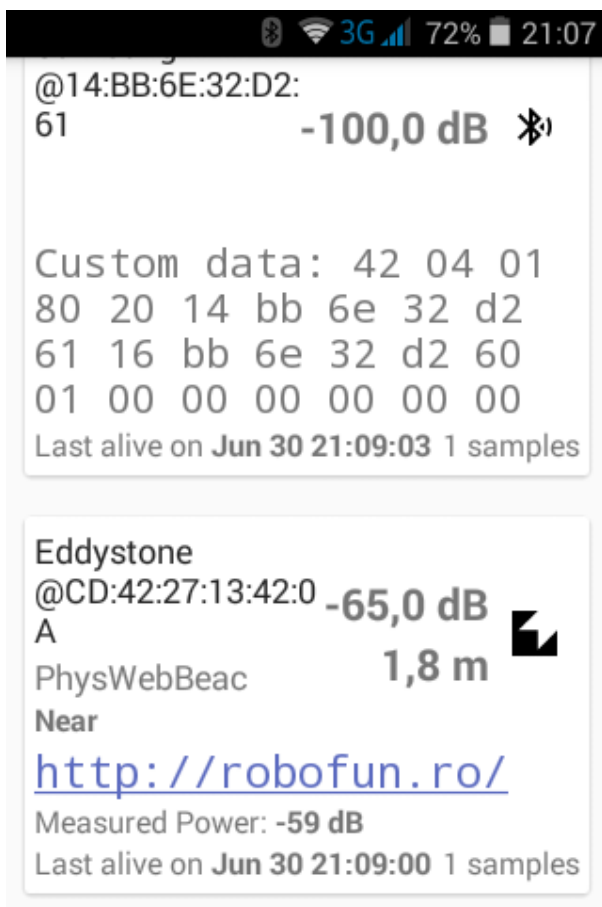 3G 72% 21:07
@14:BB:6E:32:D2:
61 -100,0 dB
Custom data: 42 04 01
80 20 14 bb 6e 32 d2
61 16 bb 6e 32 d2 60
01 00 00 00 00 00 00
Last alive on Jun 30 21:09:03 1 samples
Eddystone
@CD:42:27:13:42:0
A -65,0 dB
1,8 m
PhysWebBeac
Near
http://robofun.ro/
Measured Power: -59 dB
Last alive on Jun 30 21:09:00 1 samples